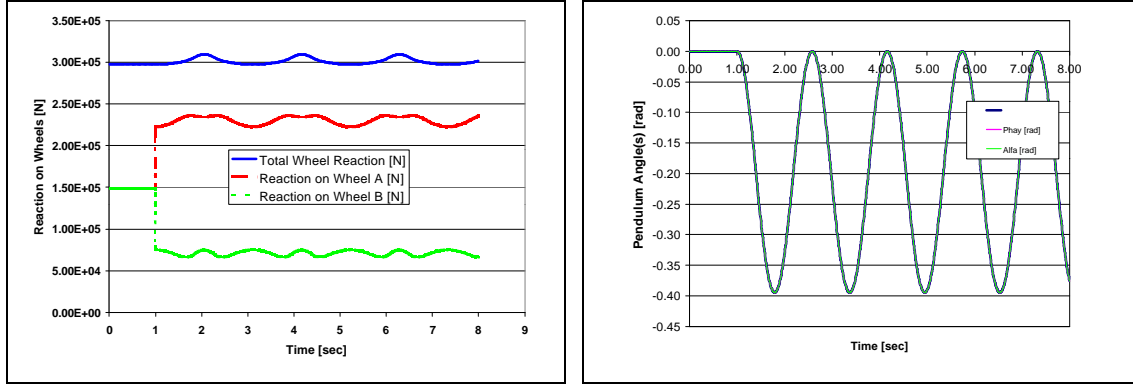 3.50E+05
3.00E+05
2.50E+05
2.00E+05
1.50E+05
1.00E+05
5.00E+04
0.00E+00
Reaction on Wheels [N]
Total Wheel Reaction [N]
Reaction on Wheel A [N]
Reaction on Wheel B [N]
0 1 2 3 4 5 6 7 8 9
Time [sec]
0.05
0.00
-0.05
-0.10
-0.15
-0.20
-0.25
-0.30
-0.35
-0.40
-0.45
Pendulum Angle(s) [rad]
0.00 1.00 2.00 3.00 4.00 5.00 6.00 7.00 8.00
Phay [rad]
Alfa [rad]
Time [sec]